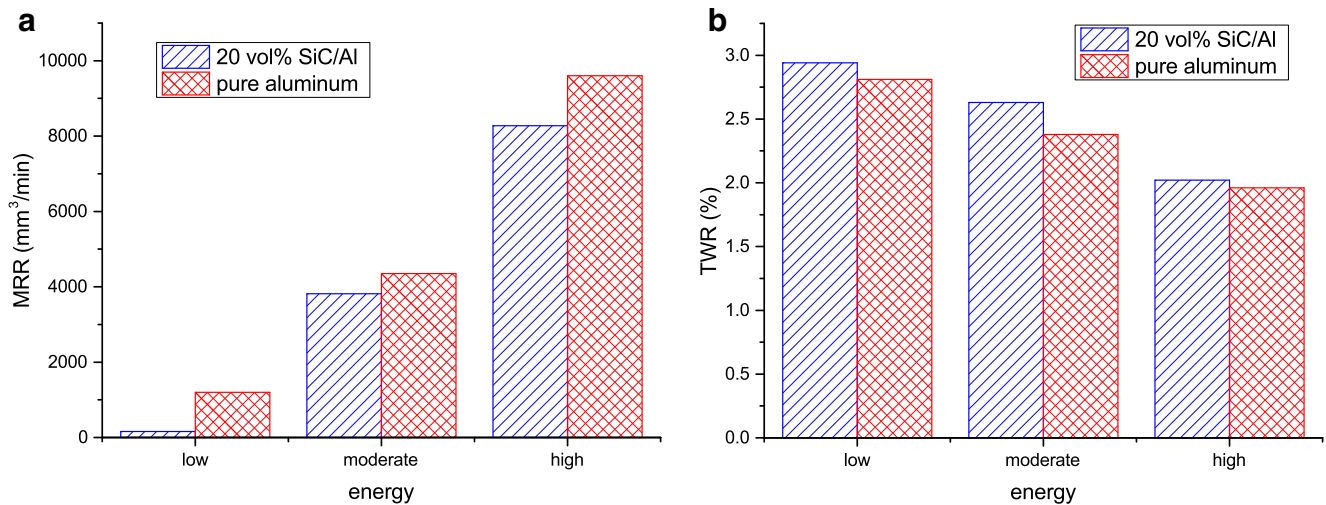 a
20 vol% SiC/Al
pure aluminum
MRR (mm³/min)
10000
8000
6000
4000
2000
0
low moderate high
energy
b
20 vol% SiC/Al
pure aluminum
TWR (%)
3.0
2.5
2.0
1.5
1.0
0.5
0.0
low moderate high
energy